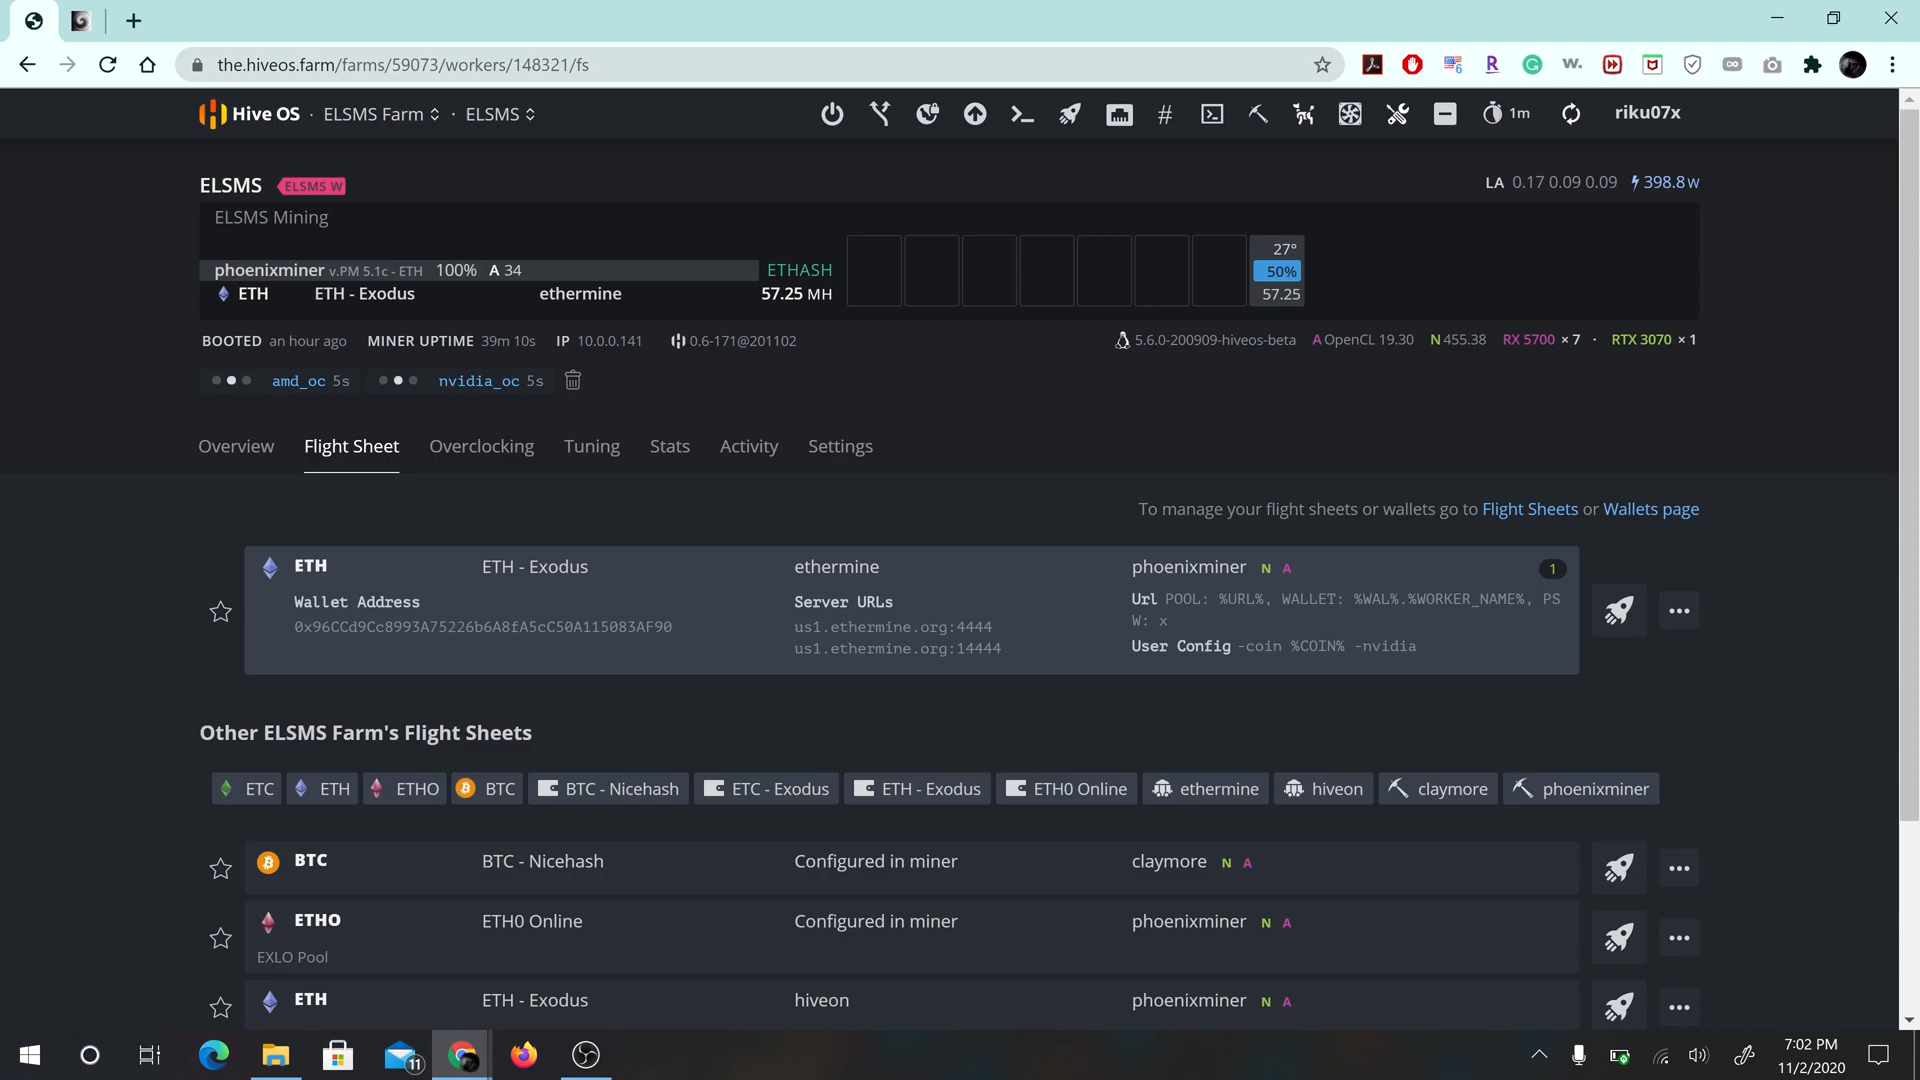 the.hiveos.farm/farms/59073/workers/148321/fs
Hive OS · ELSMS Farm · ELSMS 1m riku07x
ELSMS ELSMS W LA 0.17 0.09 0.09 398.8 W
ELSMS Mining
27°
phoenixminer v.PM 5.1c - ETH 100% A 34 ETHASH 50%
ETH ETH - Exodus ethermine 57.25 MH 57.25
BOOTED an hour ago MINER UPTIME 39m 10s IP 10.0.0.141 0.6-171@201102 5.6.0-200909-hiveos-beta A OpenCL 19.30 N 455.38 RX 5700 × 7 · RTX 3070 × 1
amd_oc 5s nvidia_oc 5s
Overview Flight Sheet Overclocking Tuning Stats Activity Settings
To manage your flight sheets or wallets go to Flight Sheets or Wallets page
ETH ETH - Exodus ethermine phoenixminer N A 1
Wallet Address Server URLs Url POOL: %URL%, WALLET: %WAL%.%WORKER_NAME%, PS
0x96CCd9Cc8993A75226b6A8fA5cC50A115083AF90 us1.ethermine.org:4444 W: x
us1.ethermine.org:14444 User Config -coin %COIN% -nvidia
Other ELSMS Farm's Flight Sheets
ETC ETH ETHO BTC BTC - Nicehash ETC - Exodus ETH - Exodus ETH0 Online ethermine hiveon claymore phoenixminer
BTC BTC - Nicehash Configured in miner claymore N A
ETHO ETH0 Online Configured in miner phoenixminer N A
EXLO Pool
ETH ETH - Exodus hiveon phoenixminer N A
11
7:02 PM
11/2/2020